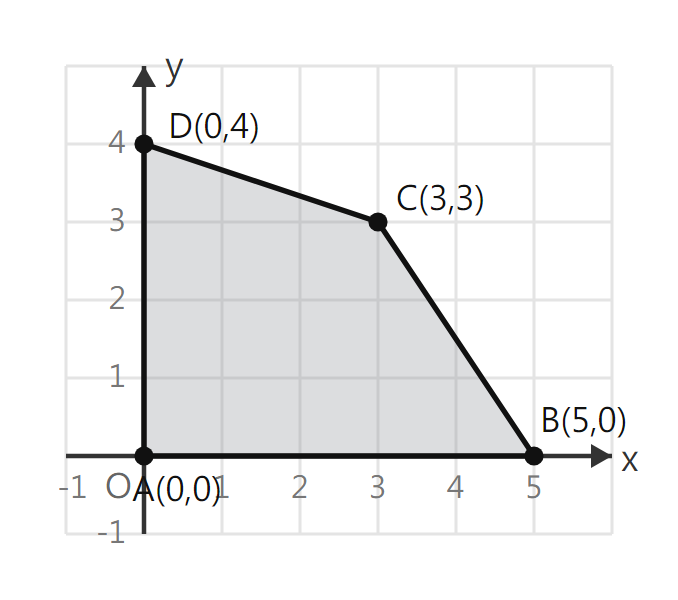 y
D(0,4)
4
C(3,3)
3
2
1
B(5,0)
x
-1 O A(0,0) 1 2 3 4 5
-1